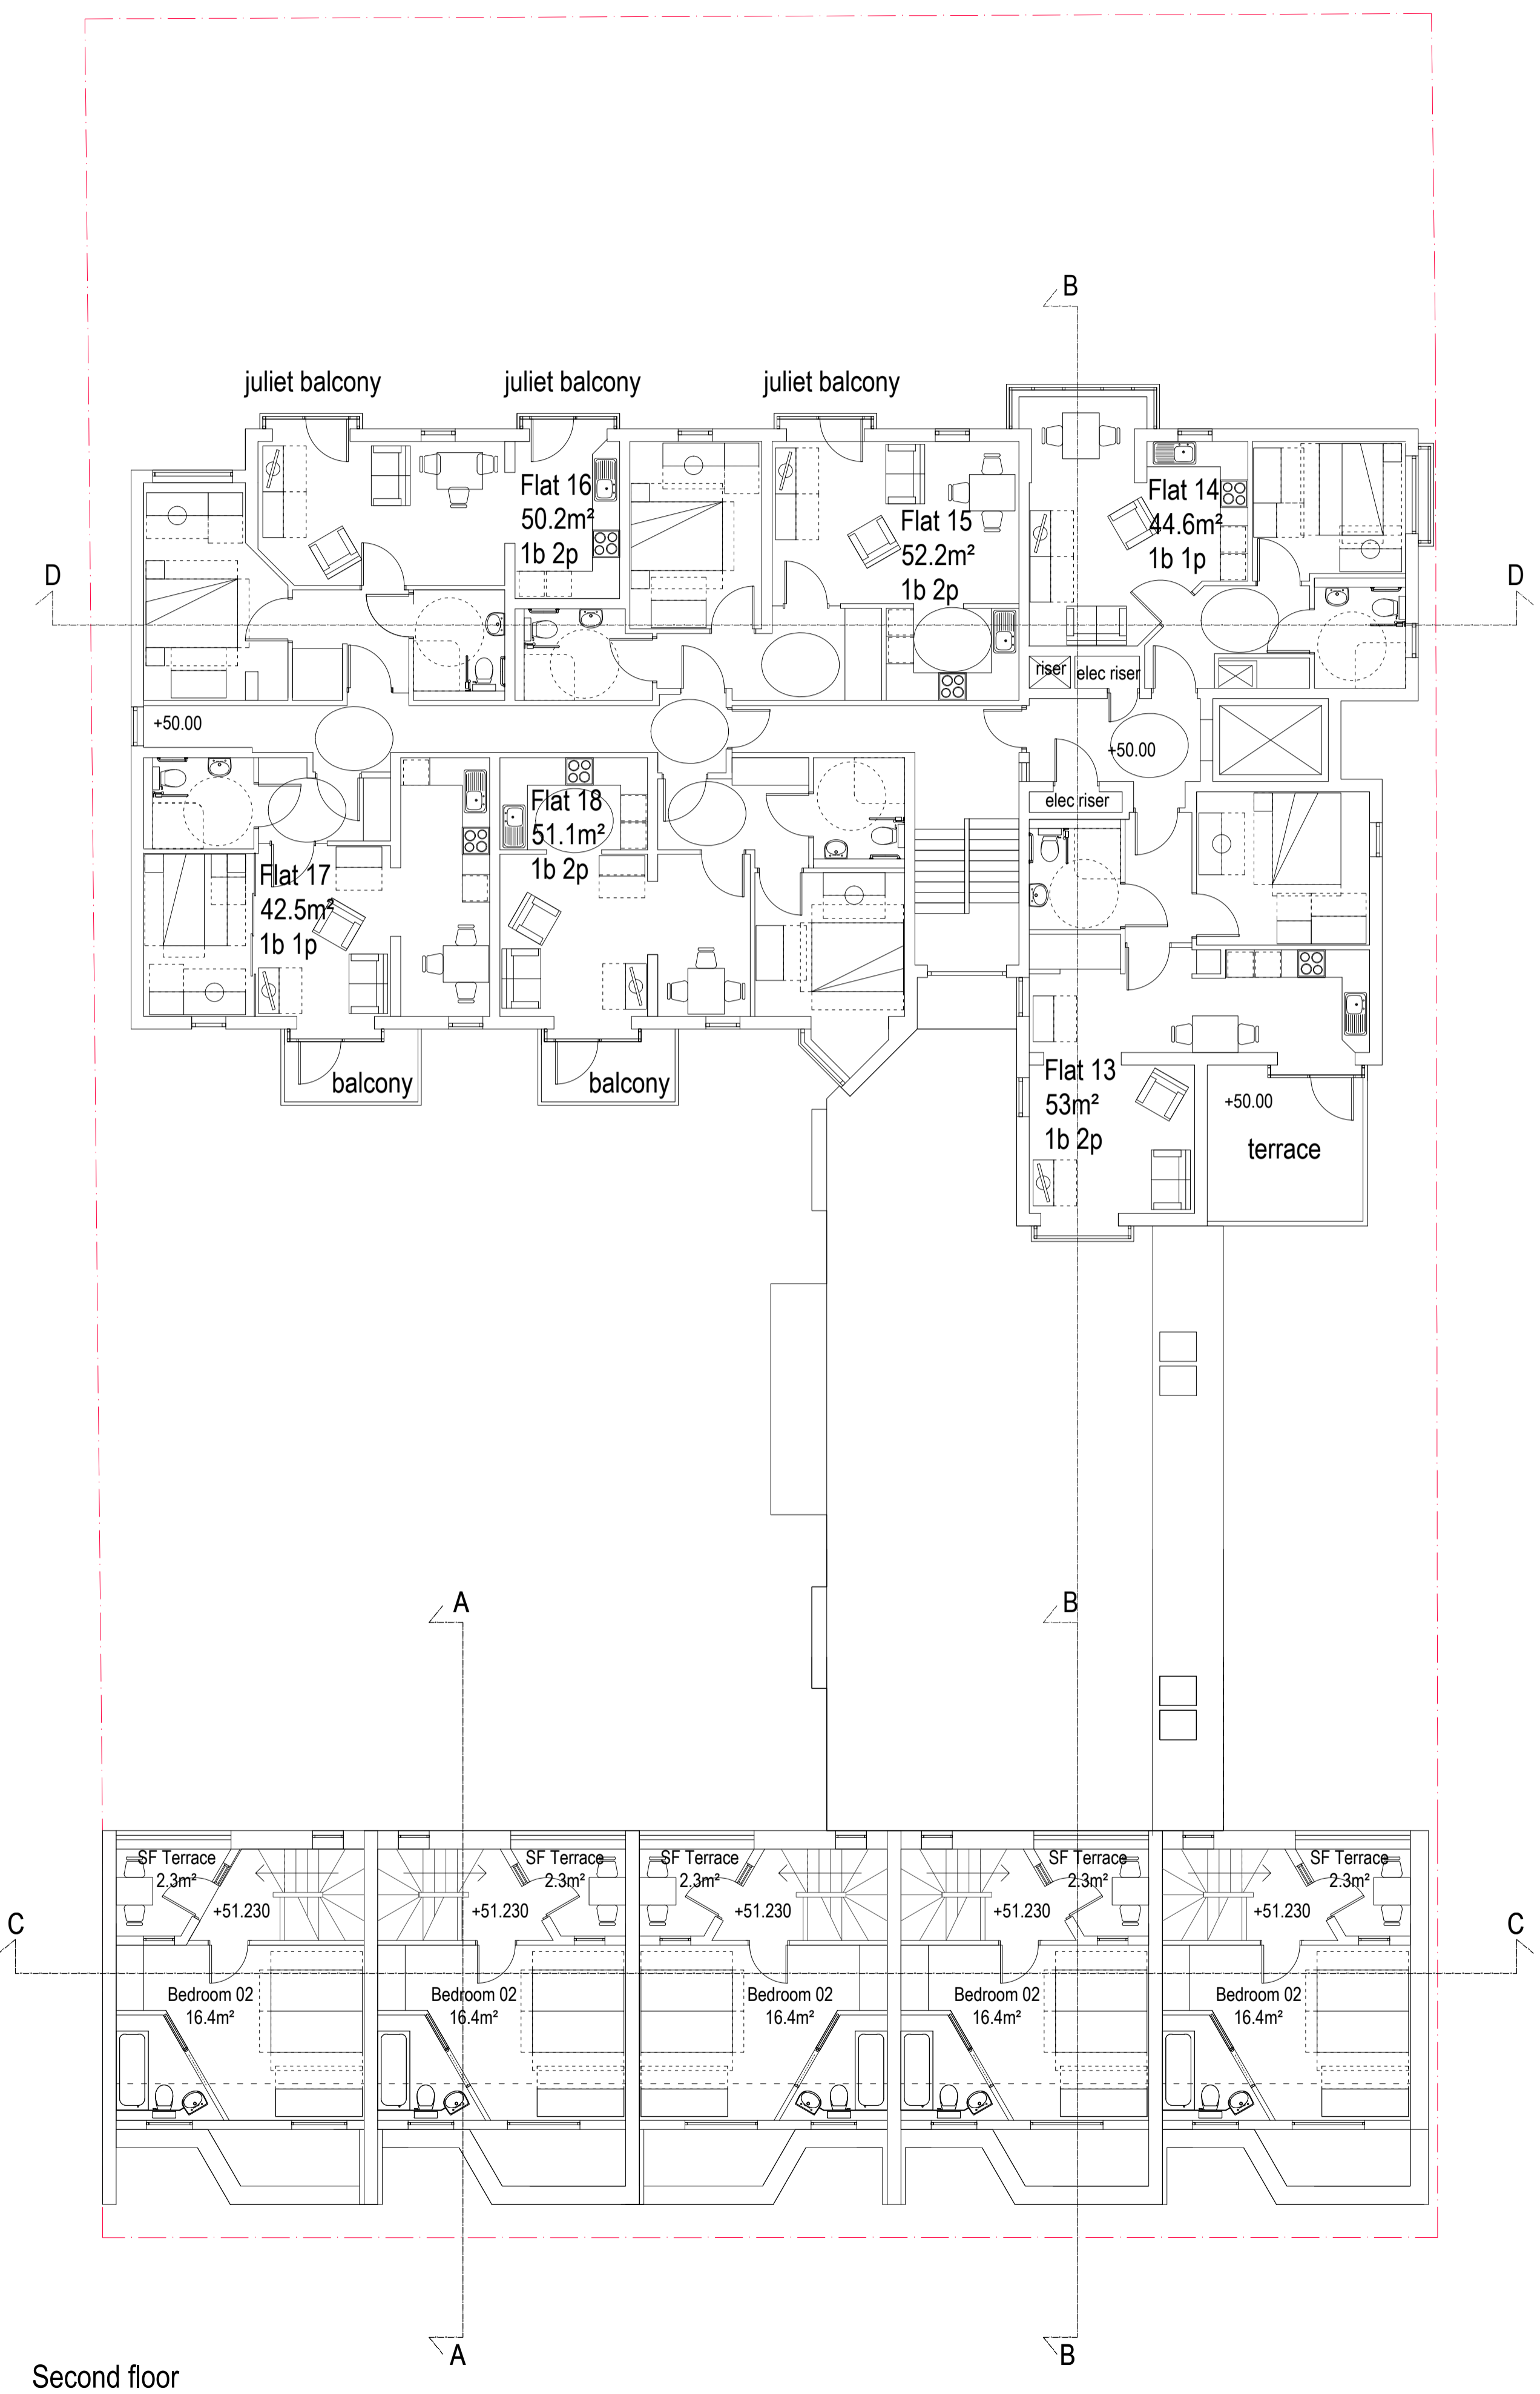 B
juliet balcony
juliet balcony
juliet balcony
Flat 16
50.2m²
1b 2p
Flat 15
52.2m²
1b 2p
Flat 14
44.6m²
1b 1p
D
D
riser
elec riser
+50.00
+50.00
elec riser
Flat 18
51.1m²
1b 2p
Flat 17
42.5m²
1b 1p
balcony
balcony
Flat 13
53m²
1b 2p
+50.00
terrace
A
B
SF Terrace
2.3m²
SF Terrace
2.3m²
SF Terrace
2.3m²
SF Terrace
2.3m²
SF Terrace
2.3m²
+51.230
+51.230
+51.230
+51.230
+51.230
C
C
Bedroom 02
16.4m²
Bedroom 02
16.4m²
Bedroom 02
16.4m²
Bedroom 02
16.4m²
Bedroom 02
16.4m²
A
B
Second floor